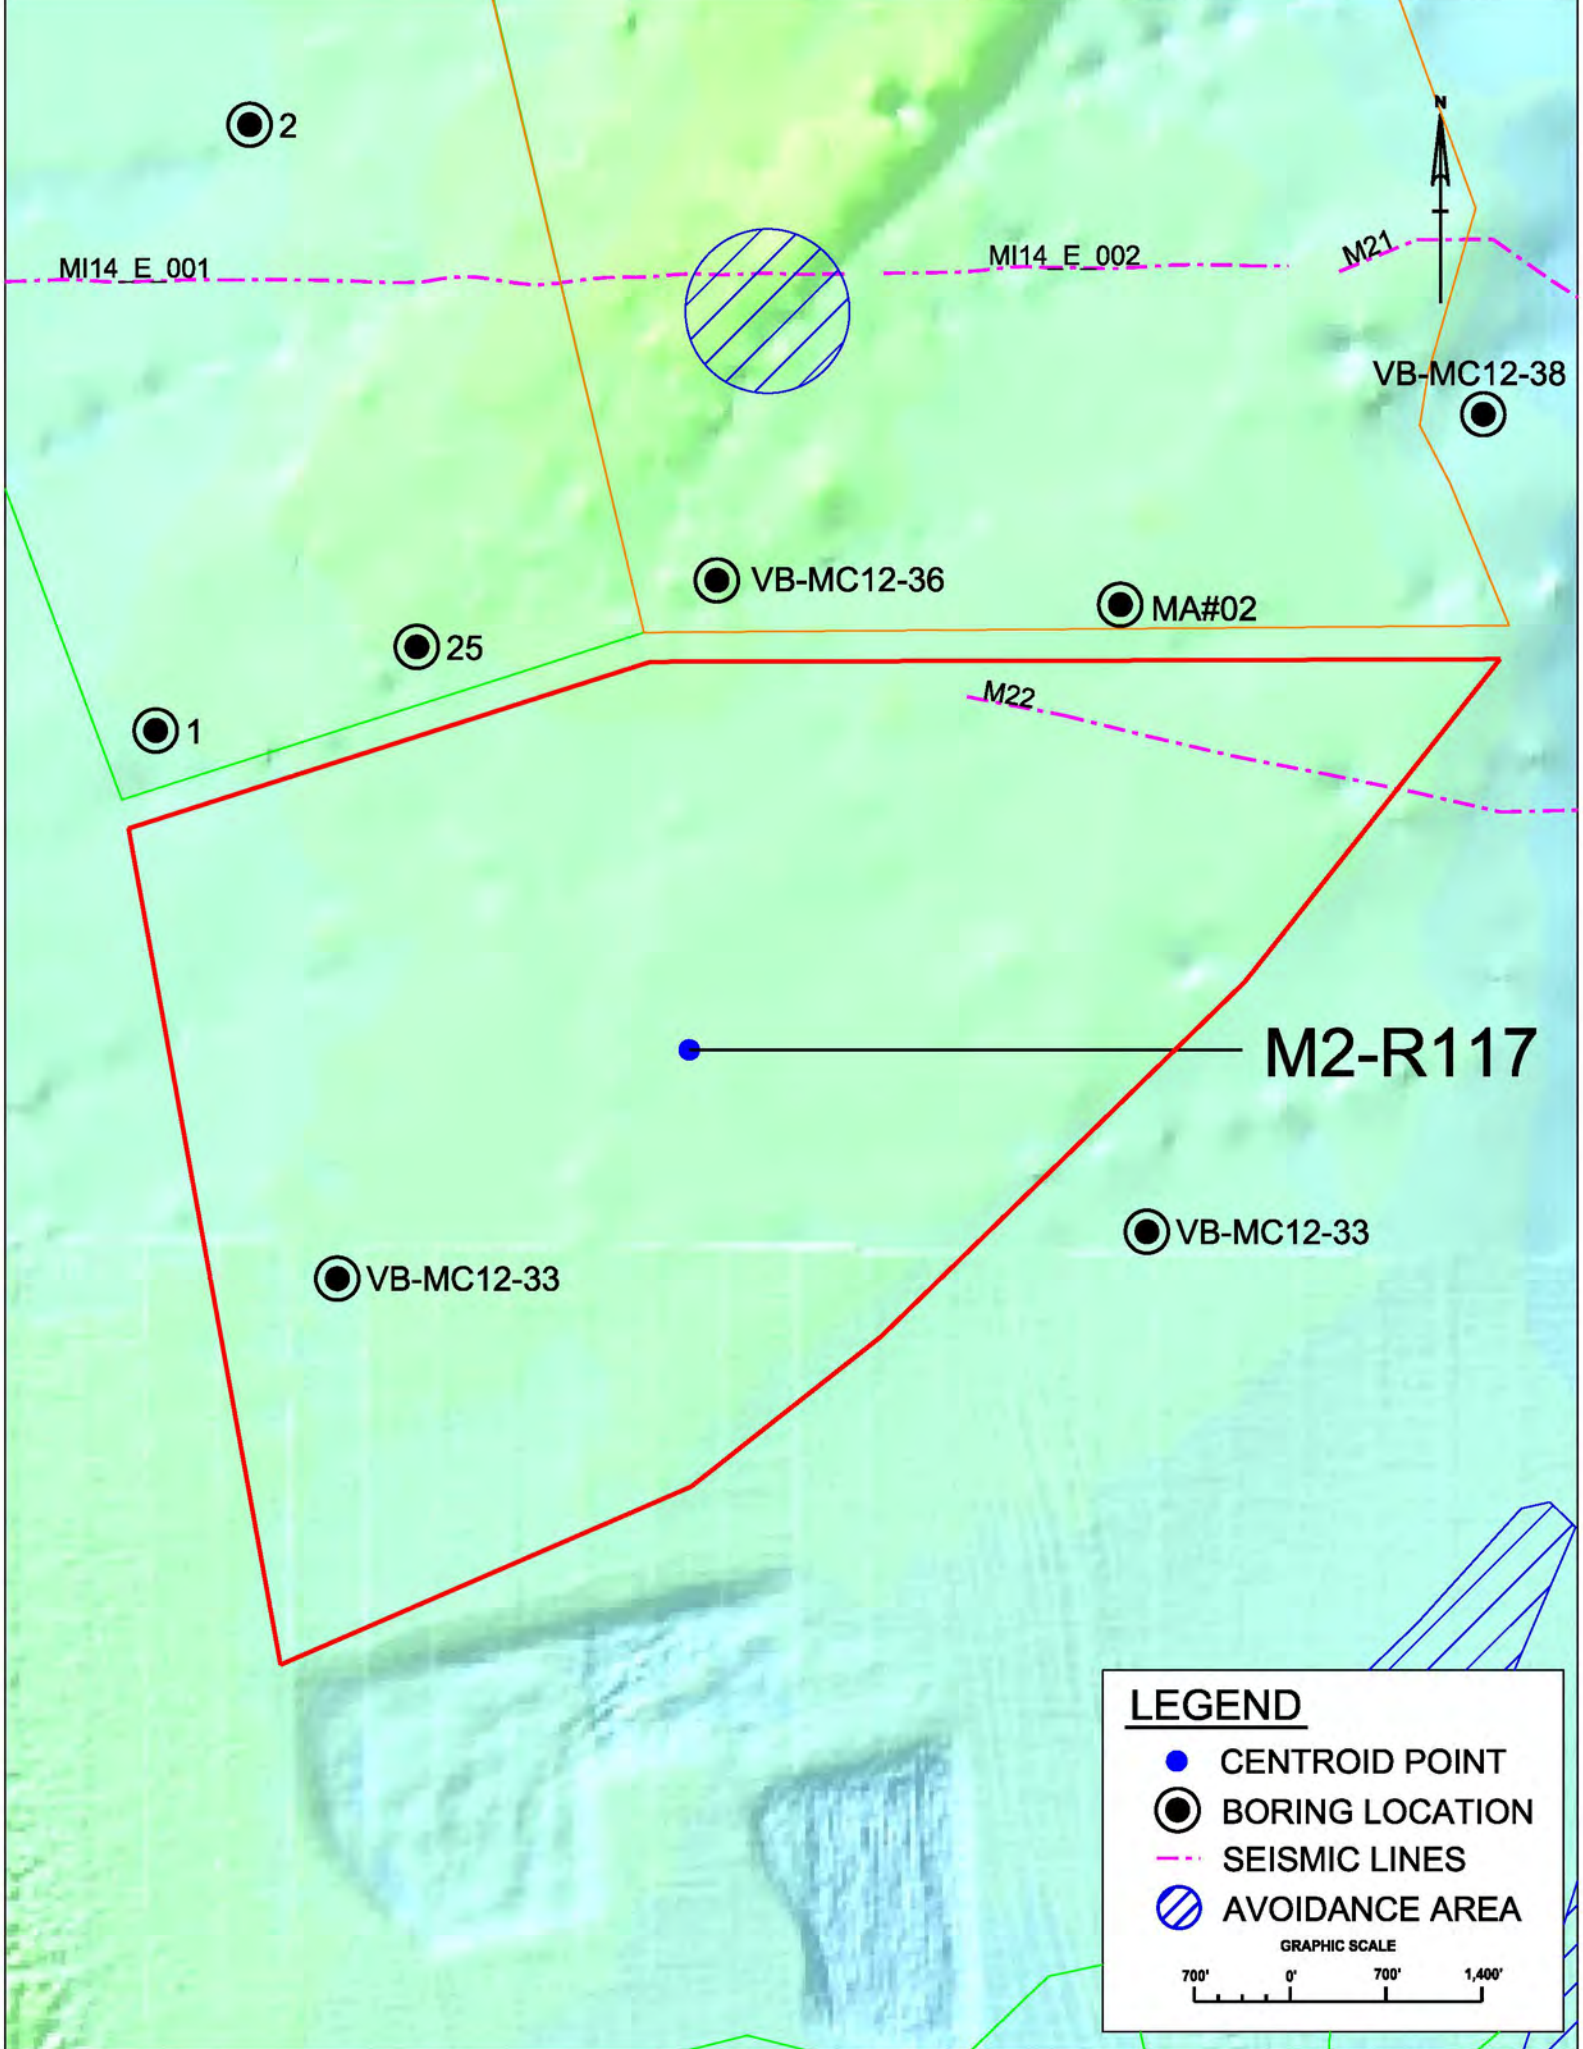 N
2
MI14_E_001
MI14_E_002
M21
VB-MC12-38
VB-MC12-36
MA#02
25
M22
1
M2-R117
VB-MC12-33
VB-MC12-33
LEGEND
CENTROID POINT
BORING LOCATION
SEISMIC LINES
AVOIDANCE AREA
GRAPHIC SCALE
700' 0' 700' 1,400'